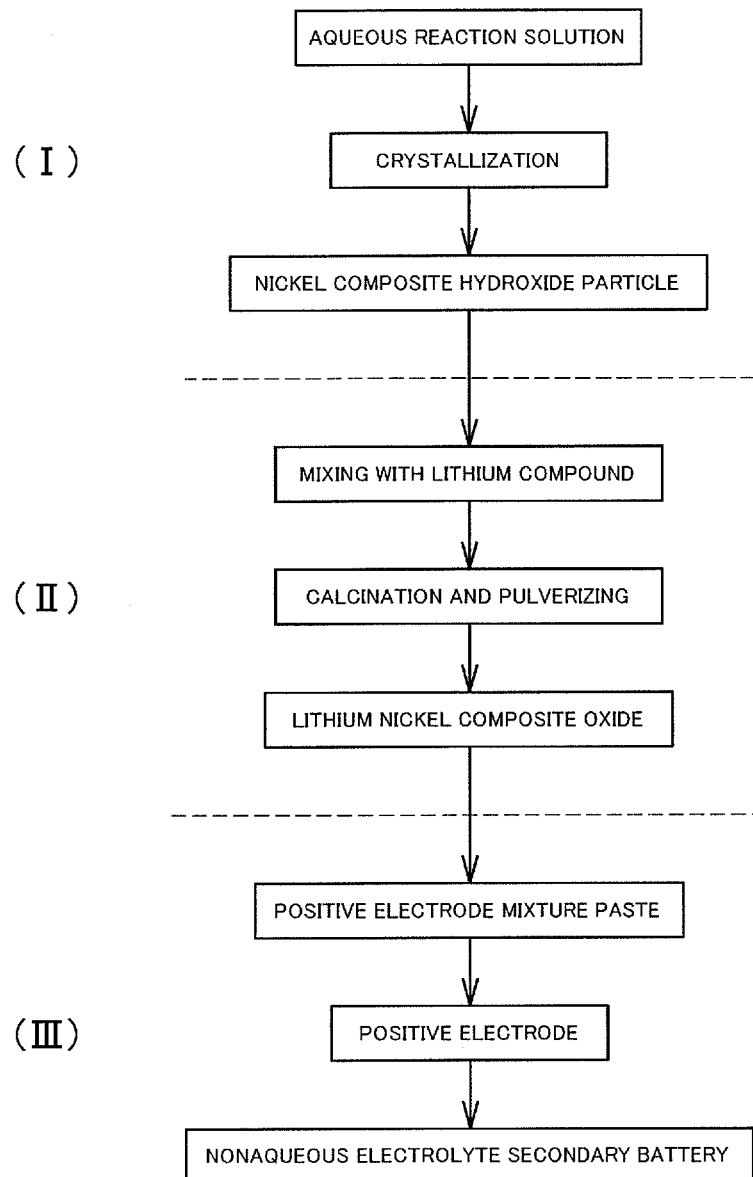 AQUEOUS REACTION SOLUTION
(Ⅰ)
CRYSTALLIZATION
NICKEL COMPOSITE HYDROXIDE PARTICLE
MIXING WITH LITHIUM COMPOUND
(Ⅱ)
CALCINATION AND PULVERIZING
LITHIUM NICKEL COMPOSITE OXIDE
POSITIVE ELECTRODE MIXTURE PASTE
(Ⅲ)
POSITIVE ELECTRODE
NONAQUEOUS ELECTROLYTE SECONDARY BATTERY